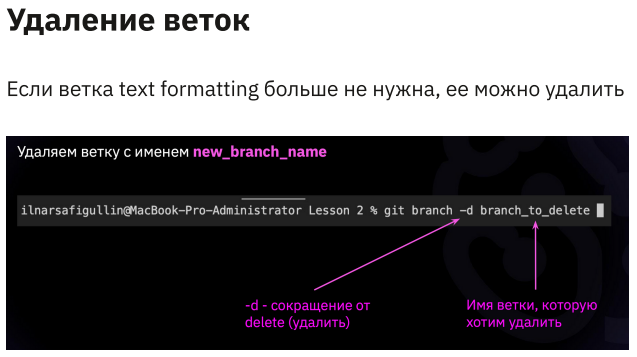 Удаление веток
Если ветка text formatting больше не нужна, ее можно удалить
Удаляем ветку с именем new_branch_name
ilnarsafigullin@MacBook-Pro-Administrator Lesson 2 % git branch -d branch_to_delete
-d - сокращение от
delete (удалить)
Имя ветки, которую
хотим удалить